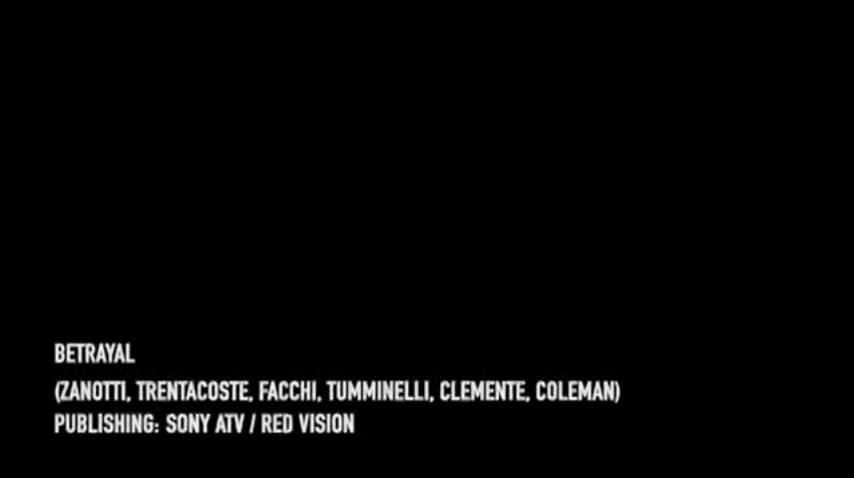 BETRAYAL
(ZANOTTI, TRENTACOSTE, FACCHI, TUMMINELLI, CLEMENTE, COLEMAN)
PUBLISHING: SONY ATV / RED VISION